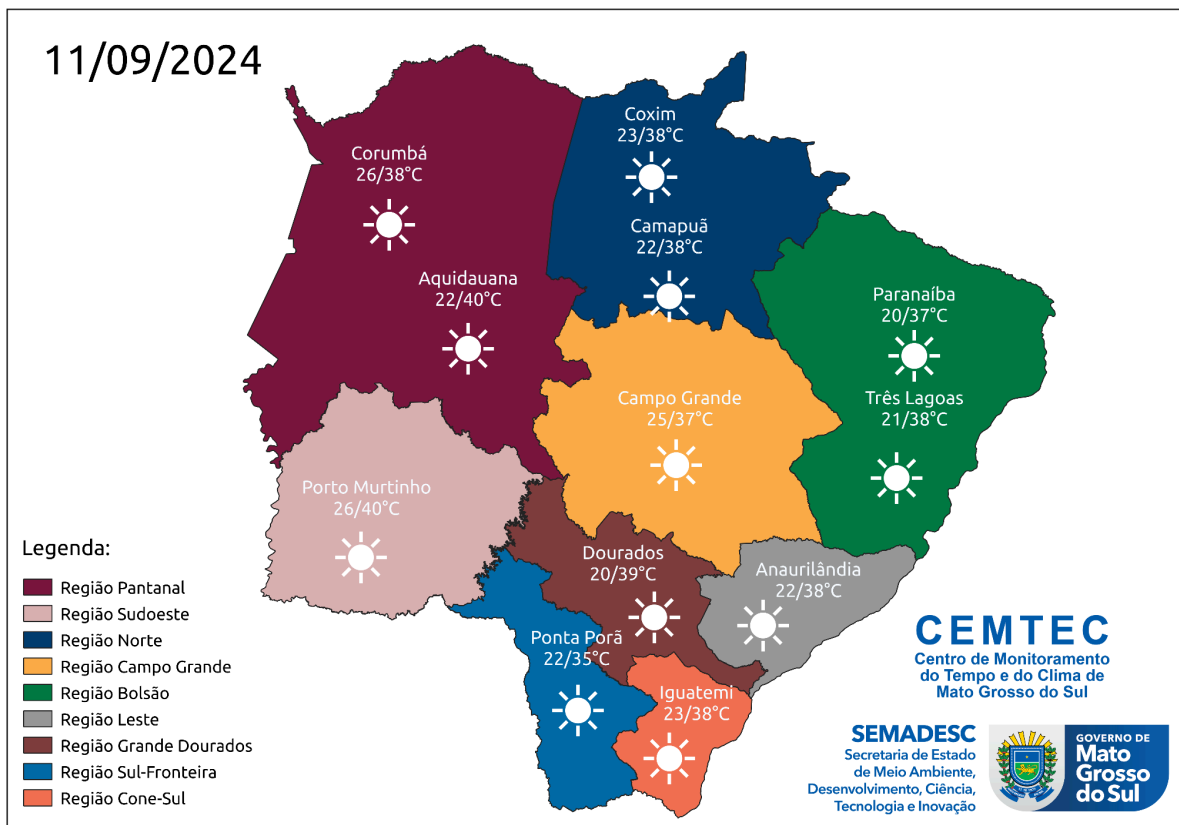 11/09/2024
Coxim
23/38°C
Corumbá
26/38°C
Camapuã
22/38°C
Aquidauana
22/40°C
Paranaíba
20/37°C
Campo Grande
25/37°C
Três Lagoas
21/38°C
Porto Murtinho
26/40°C
Dourados
20/39°C
Anaurilândia
22/38°C
Ponta Porã
22/35°C
Iguatemi
23/38°C
Legenda:
Região Pantanal
Região Sudoeste
Região Norte
Região Campo Grande
Região Bolsão
Região Leste
Região Grande Dourados
Região Sul-Fronteira
Região Cone-Sul
CEMTEC
Centro de Monitoramento
do Tempo e do Clima de
Mato Grosso do Sul
SEMADESC
Secretaria de Estado
de Meio Ambiente,
Desenvolvimento, Ciência,
Tecnologia e Inovação
GOVERNO DE
Mato
Grosso
do Sul